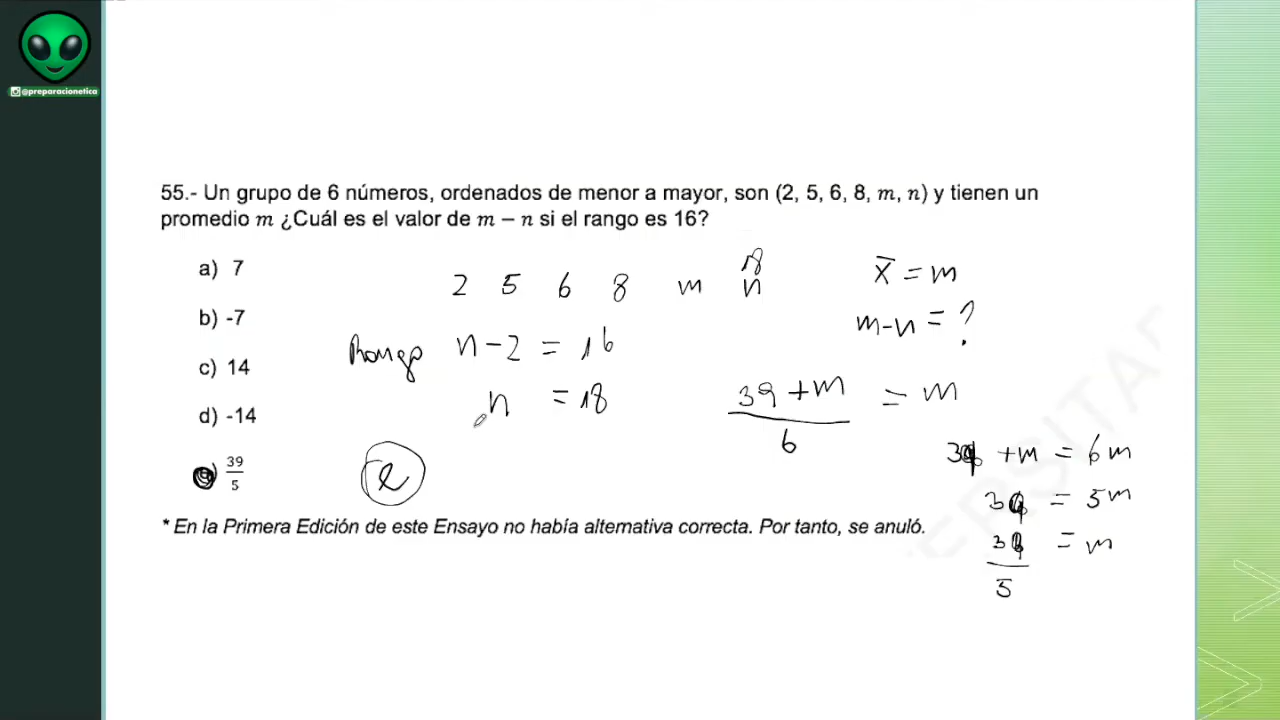 @preparacionetica
55.- Un grupo de 6 números, ordenados de menor a mayor, son (2, 5, 6, 8, m, n) y tienen un
promedio m ¿Cuál es el valor de m − n si el rango es 16?
a) 7
b) -7
c) 14
d) -14
) 39/5
2 5 6 8 m n
18
Rango n - 2 = 16
n = 18
x̄ = m
m-n = ?
39 + m / 6 = m
39 + m = 6m
39 = 5m
39 / 5 = m
e
* En la Primera Edición de este Ensayo no había alternativa correcta. Por tanto, se anuló.